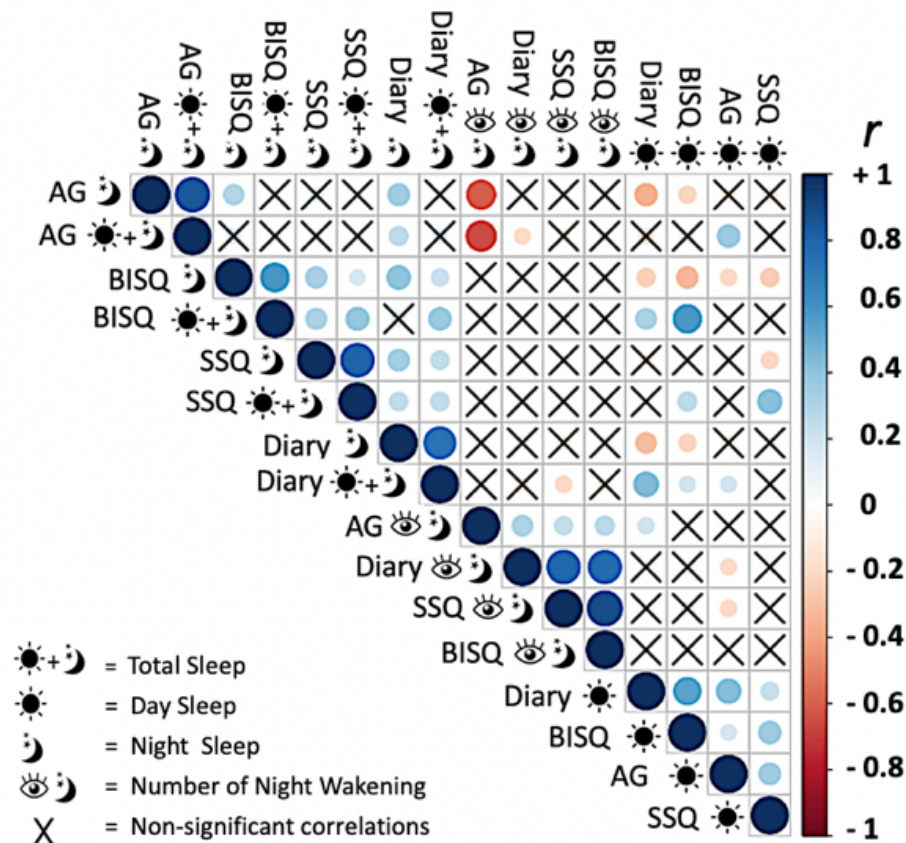 AG
AG +
BISQ
BISQ +
SSQ
SSQ +
Diary
Diary +
AG
Diary
SSQ
BISQ
Diary
BISQ
AG
SSQ
r
AG
AG +
BISQ
BISQ +
SSQ
SSQ +
Diary
Diary +
AG
Diary
SSQ
BISQ
Diary
BISQ
AG
SSQ
+ 1
0.8
0.6
0.4
0.2
0
- 0.2
- 0.4
- 0.6
- 0.8
- 1
+ = Total Sleep
= Day Sleep
= Night Sleep
= Number of Night Wakening
X = Non-significant correlations